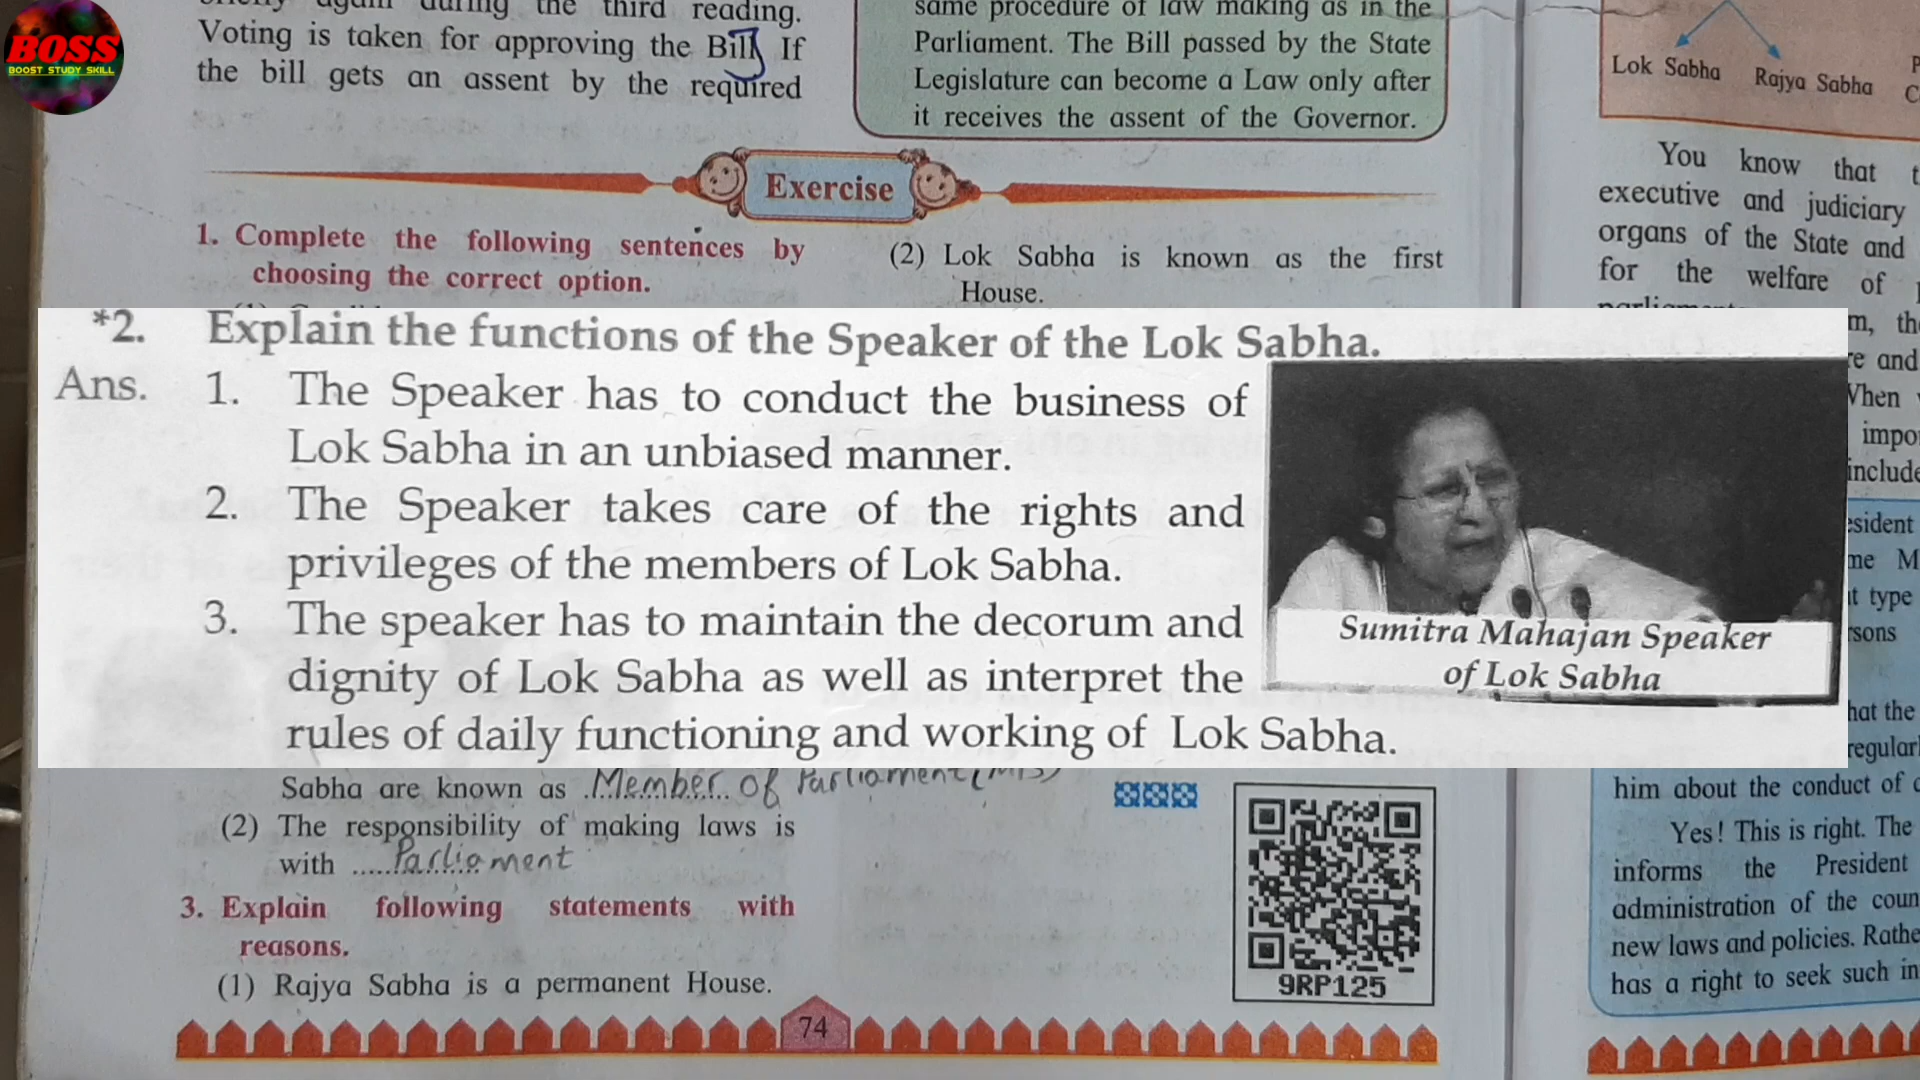 BOSS
BOOST STUDY SKILL
again during the third reading.
Voting is taken for approving the Bill. If
the bill gets an assent by the required
same procedure of law making as in the
Parliament. The Bill passed by the State
Legislature can become a Law only after
it receives the assent of the Governor.
Exercise
1. Complete the following sentences by
choosing the correct option.
(2) Lok Sabha is known as the first
House.
*2. Explain the functions of the Speaker of the Lok Sabha.
Ans. 1. The Speaker has to conduct the business of
Lok Sabha in an unbiased manner.
2. The Speaker takes care of the rights and
privileges of the members of Lok Sabha.
3. The speaker has to maintain the decorum and
dignity of Lok Sabha as well as interpret the
rules of daily functioning and working of Lok Sabha.
Sumitra Mahajan Speaker
of Lok Sabha
Sabha are known as Member of Parliament
(2) The responsibility of making laws is
with ..... Parliament
3. Explain following statements with
reasons.
(1) Rajya Sabha is a permanent House.
9RP125
74
Lok Sabha Rajya Sabha
You know that
executive and judiciary
organs of the State and
for the welfare of
and
type
hat the
him about the conduct of
Yes! This is right. The
informs the President
administration of the
new laws and policies.
has a right to seek such